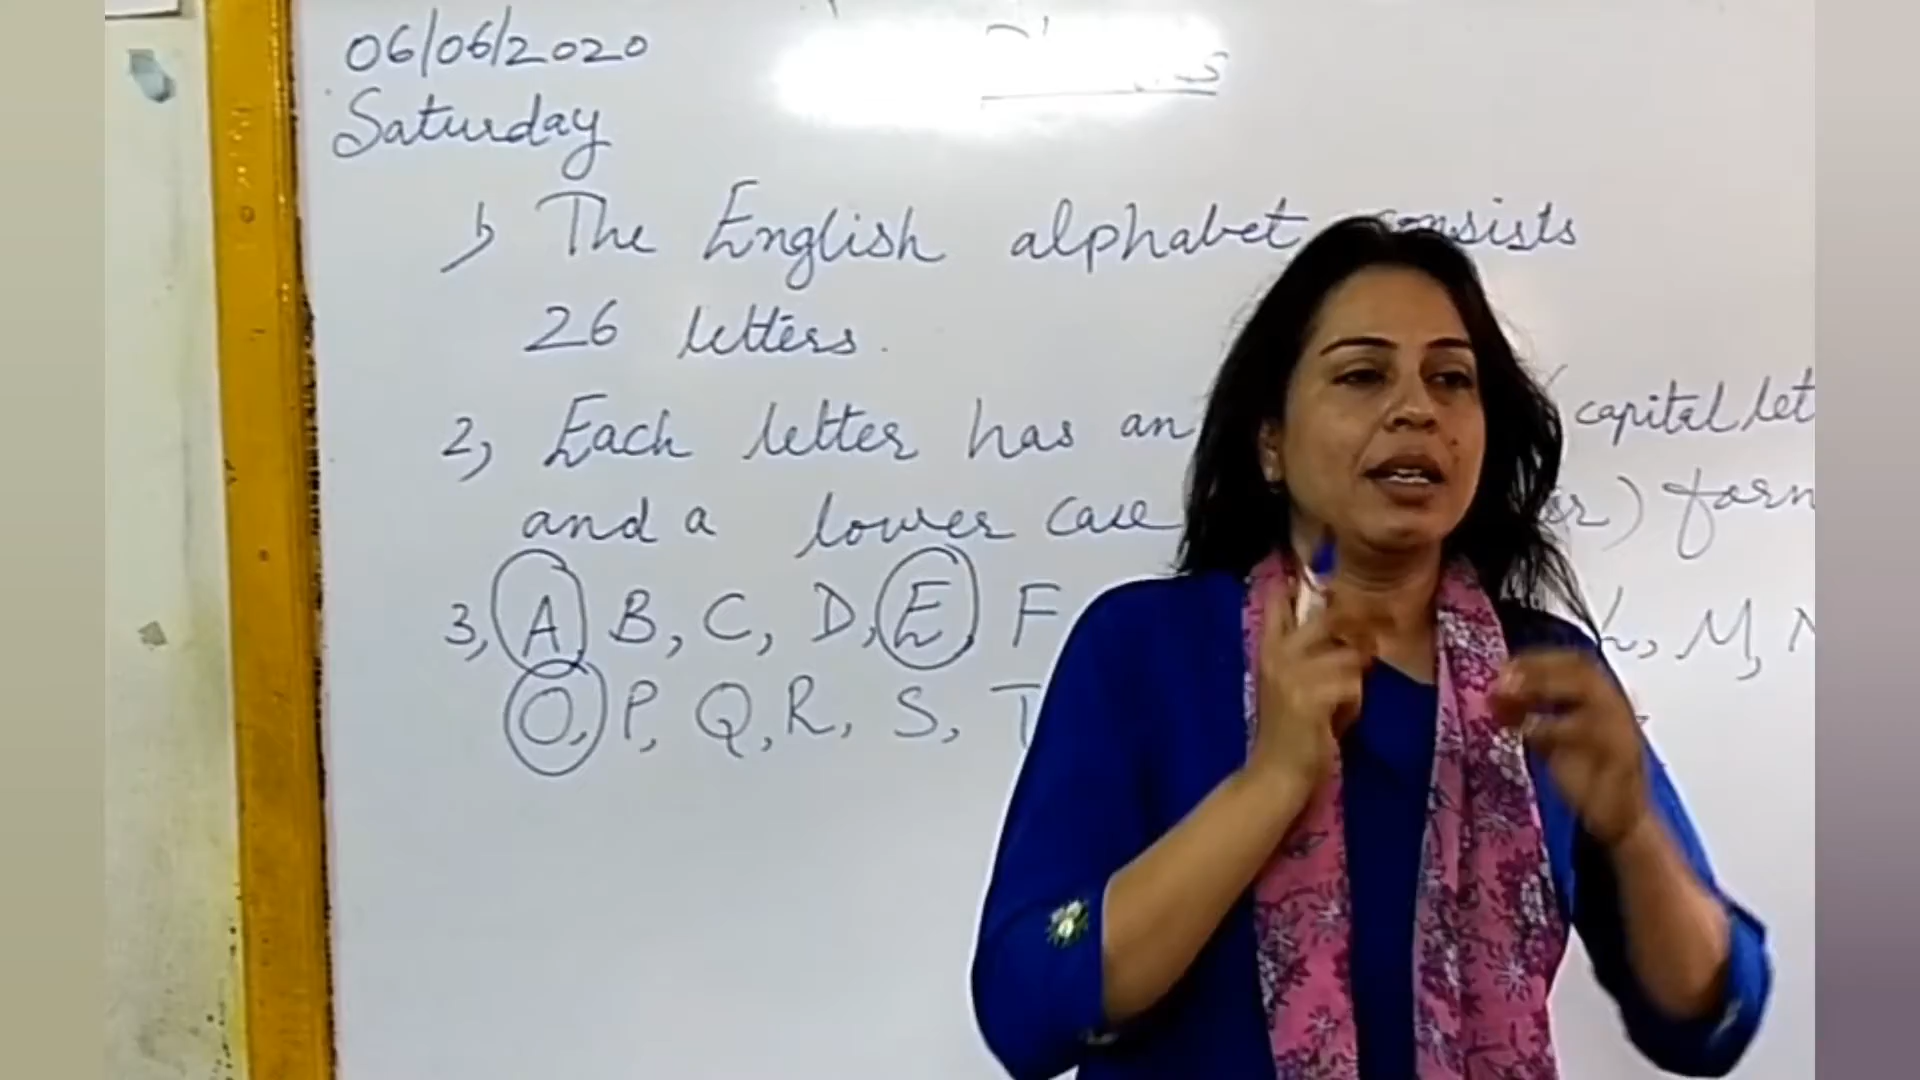 06/06/2020
Saturday
1) The English alphabet consists
26 letters.
2, Each letter has an (capital let
and a lower case ) form
3, A B, C, D, E, F M, N
O, P, Q, R, S, T